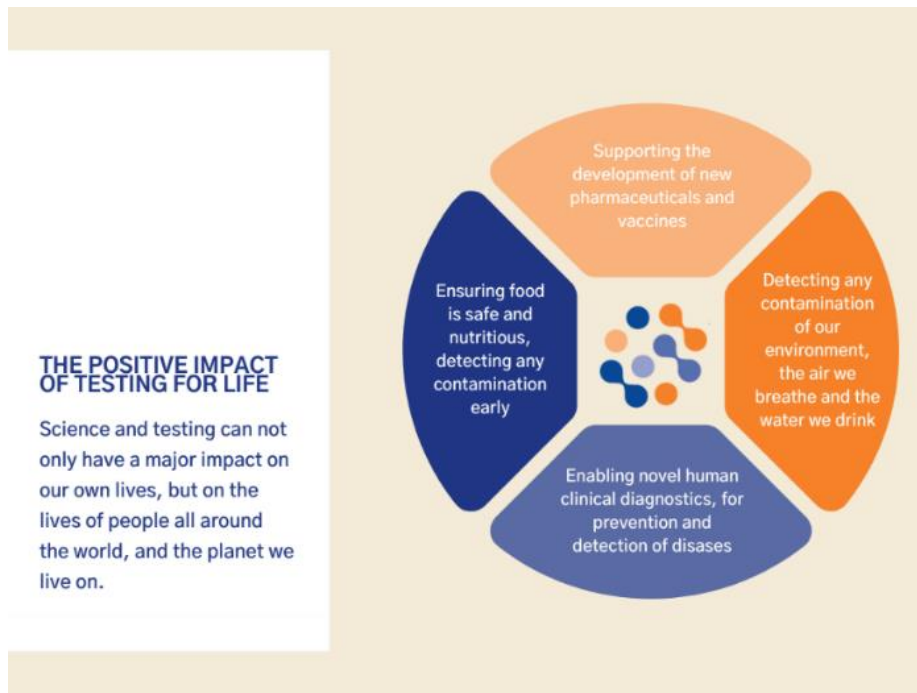 THE POSITIVE IMPACT
OF TESTING FOR LIFE
Science and testing can not
only have a major impact on
our own lives, but on the
lives of people all around
the world, and the planet we
live on.
Supporting the
development of new
pharmaceuticals and
vaccines
Ensuring food
is safe and
nutritious,
detecting any
contamination
early
Detecting any
contamination
of our
environment,
the air we
breathe and the
water we drink
Enabling novel human
clinical diagnostics, for
prevention and
detection of disases